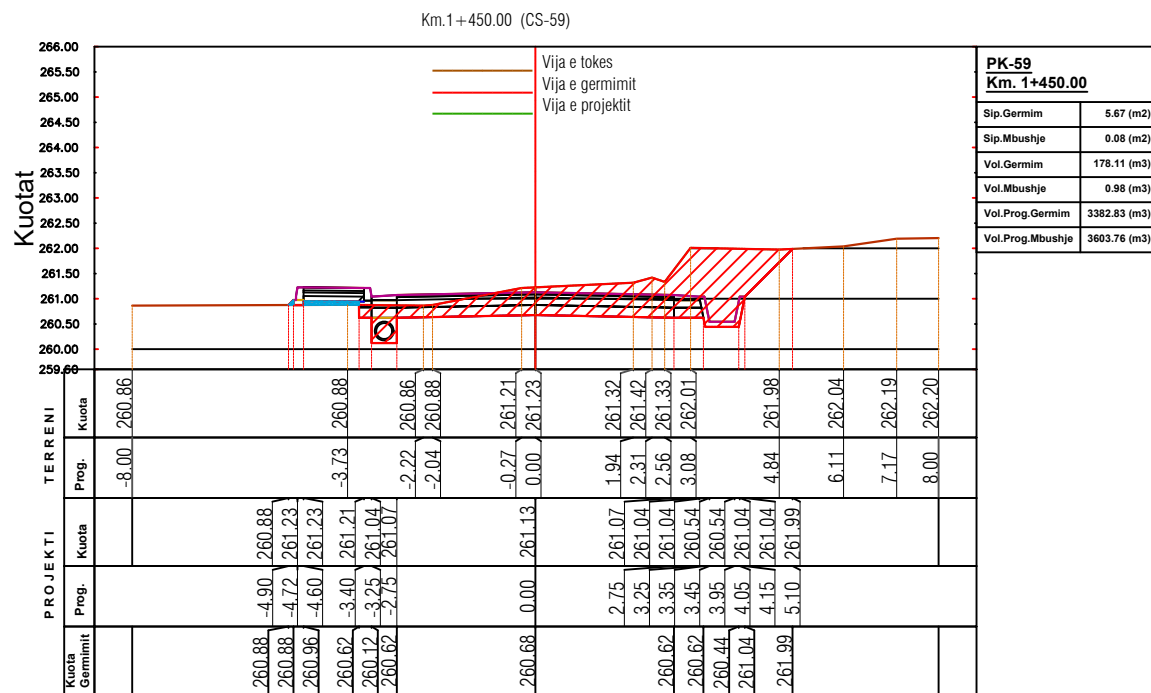 Km.1+450.00 (CS-59)
Vija e tokes
Vija e germimit
Vija e projektit
Kuotat
266.00
265.50
265.00
264.50
264.00
263.50
263.00
262.50
262.00
261.50
261.00
260.50
260.00
259.60
PK-59
Km. 1+450.00
Sip.Germim 5.67 (m2)
Sip.Mbushje 0.08 (m2)
Vol.Germim 178.11 (m3)
Vol.Mbushje 0.98 (m3)
Vol.Prog.Germim 3382.83 (m3)
Vol.Prog.Mbushje 3603.76 (m3)
TERRENI
Kuota
260.86 260.88 260.86 260.88 261.21 261.23 261.32 261.42 261.33 262.01 261.98 262.04 262.19 262.20
Prog.
-8.00 -3.73 -2.22 -2.04 -0.27 0.00 1.94 2.31 2.56 3.08 4.84 6.11 7.17 8.00
PROJEKTI
Kuota
260.88 261.23 261.23 261.21 261.04 261.07 261.13 261.07 261.04 261.04 260.54 260.54 261.04 261.04 261.99
Prog.
-4.90 -4.72 -4.60 -3.40 -3.25 -2.75 0.00 2.75 3.25 3.35 3.45 3.95 4.05 4.15 5.10
Kuota
Germimit
260.88 260.88 260.96 260.62 260.12 260.62 260.68 260.62 260.62 260.44 261.04 261.99